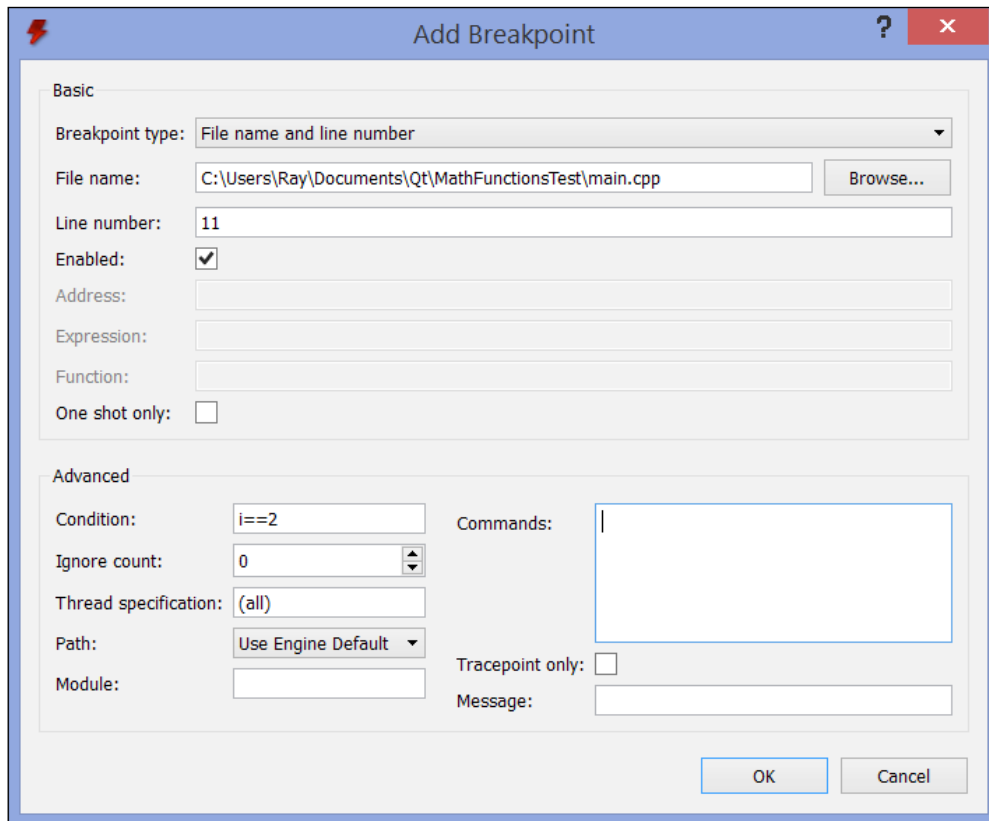 Add Breakpoint
?
Basic
Breakpoint type: File name and line number
File name: C:\Users\Ray\Documents\Qt\MathFunctionsTest\main.cpp Browse...
Line number: 11
Enabled:
Address:
Expression:
Function:
One shot only:
Advanced
Condition: i==2
Ignore count: 0
Thread specification: (all)
Path: Use Engine Default
Module:
Commands:
Tracepoint only:
Message:
OK Cancel